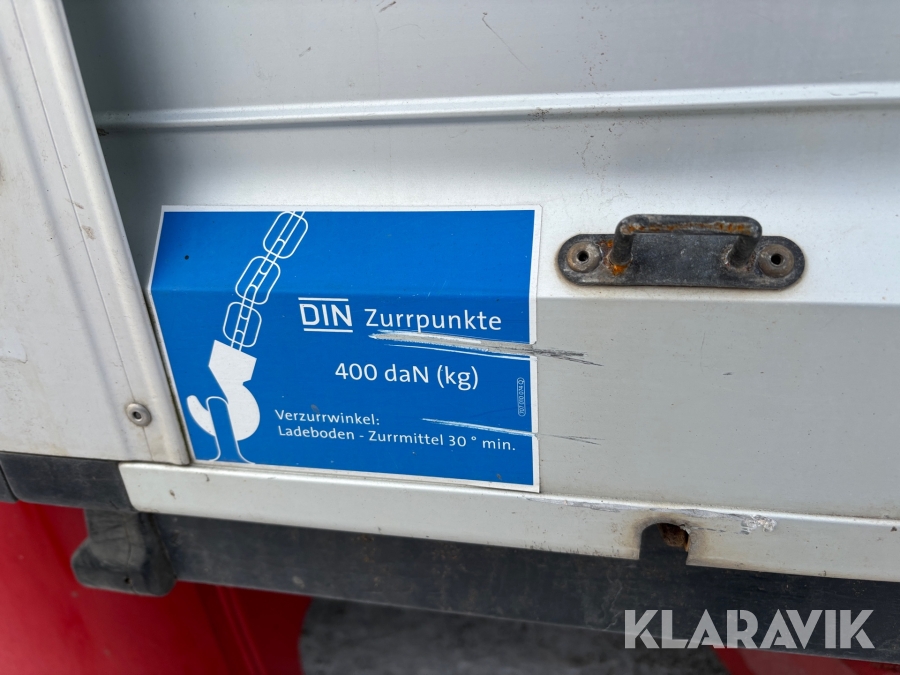 DIN Zurrpunkte
400 daN (kg)
Verzurrwinkel:
Ladeboden - Zurrmittel 30 ° min.
KLARAVIK